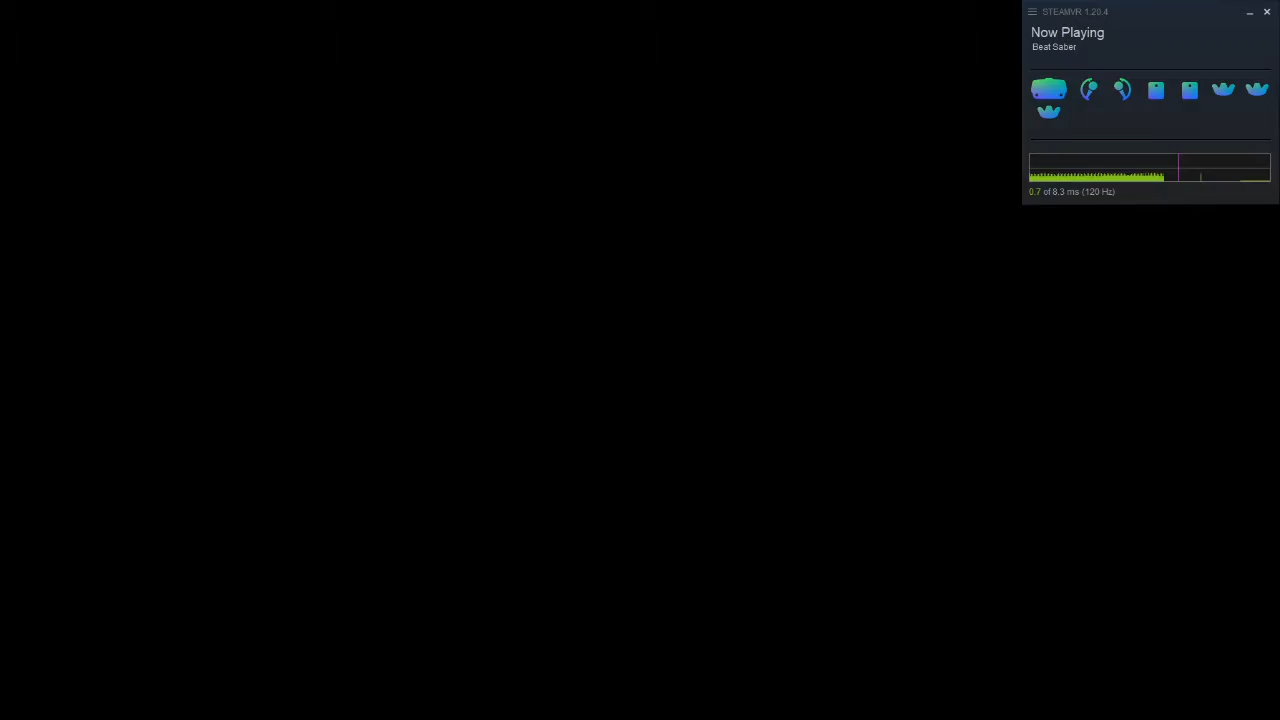 STEAMVR 1.20.4
Now Playing
Beat Saber
0.7 of 8.3 ms (120 Hz)